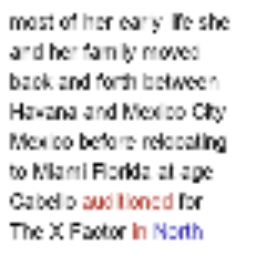 most of her early life she
and her family moved
back and forth between
Havana and Mexico City
Mexico before relocating
to Miami Florida at age
Cabello auditioned for
The X Factor in North